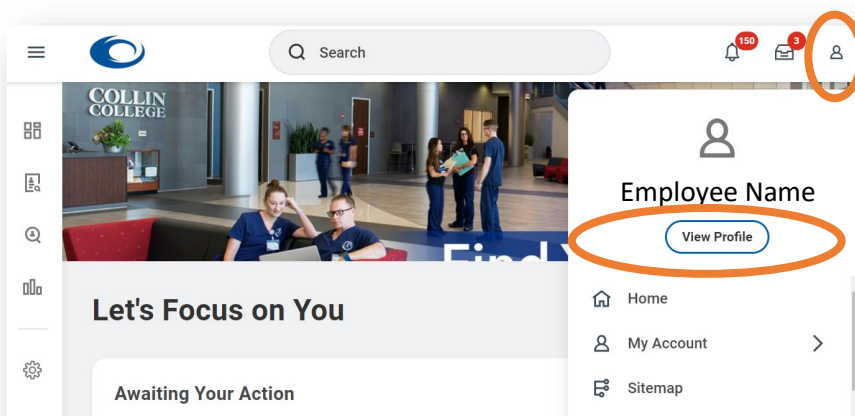 Search
150
3
COLLIN
COLLEGE
Employee Name
View Profile
Home
My Account
Sitemap
Let's Focus on You
Awaiting Your Action